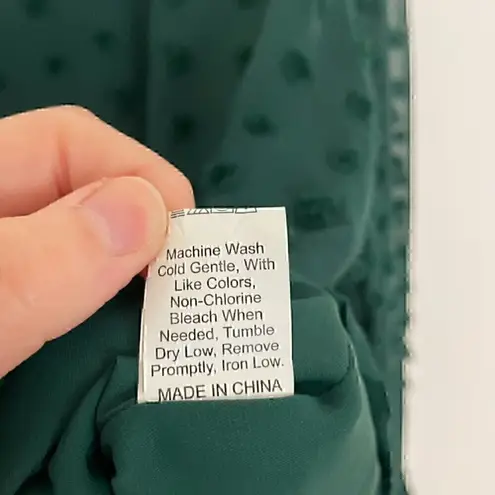 Machine Wash
Cold Gentle, With
Like Colors,
Non-Chlorine
Bleach When
Needed, Tumble
Dry Low, Remove
Promptly, Iron Low.
MADE IN CHINA